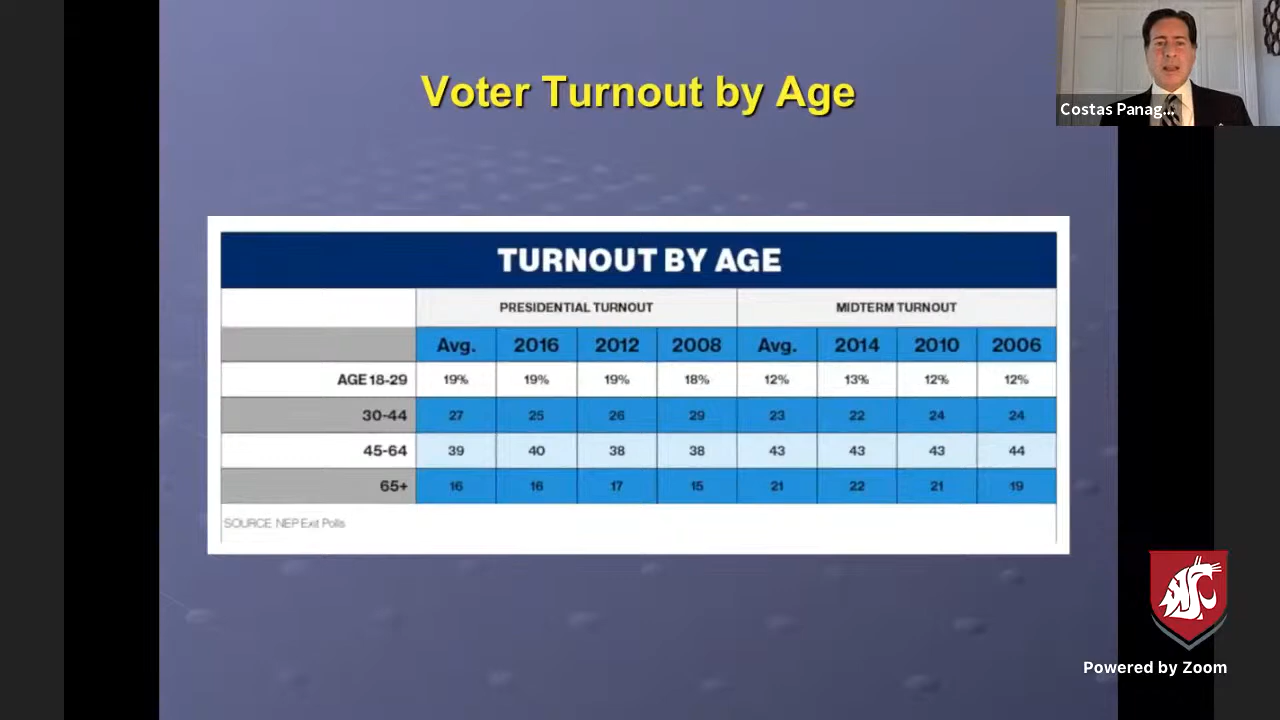 Voter Turnout by Age
Costas Panag...
TURNOUT BY AGE
PRESIDENTIAL TURNOUT MIDTERM TURNOUT
Avg. 2016 2012 2008 Avg. 2014 2010 2006
AGE 18-29 19% 19% 19% 18% 12% 13% 12% 12%
30-44 27 25 26 29 23 22 24 24
45-64 39 40 38 38 43 43 43 44
65+ 16 16 17 15 21 22 21 19
SOURCE NEP Exit Polls
Powered by Zoom